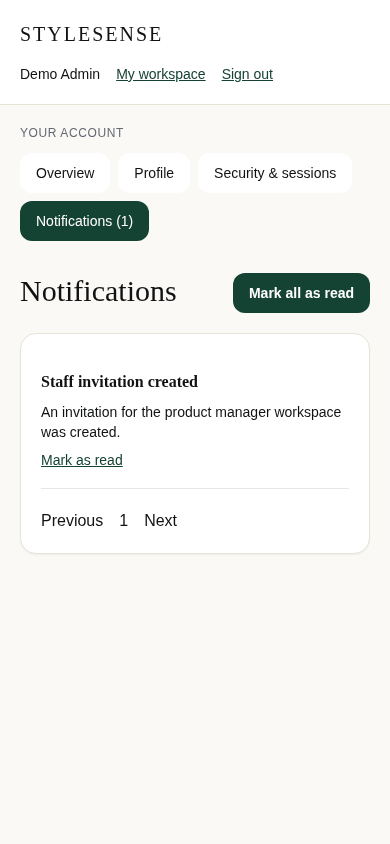 STYLESENSE
Demo Admin My workspace Sign out
YOUR ACCOUNT
Overview Profile Security & sessions
Notifications (1)
Notifications Mark all as read
Staff invitation created
An invitation for the product manager workspace
was created.
Mark as read
Previous 1 Next